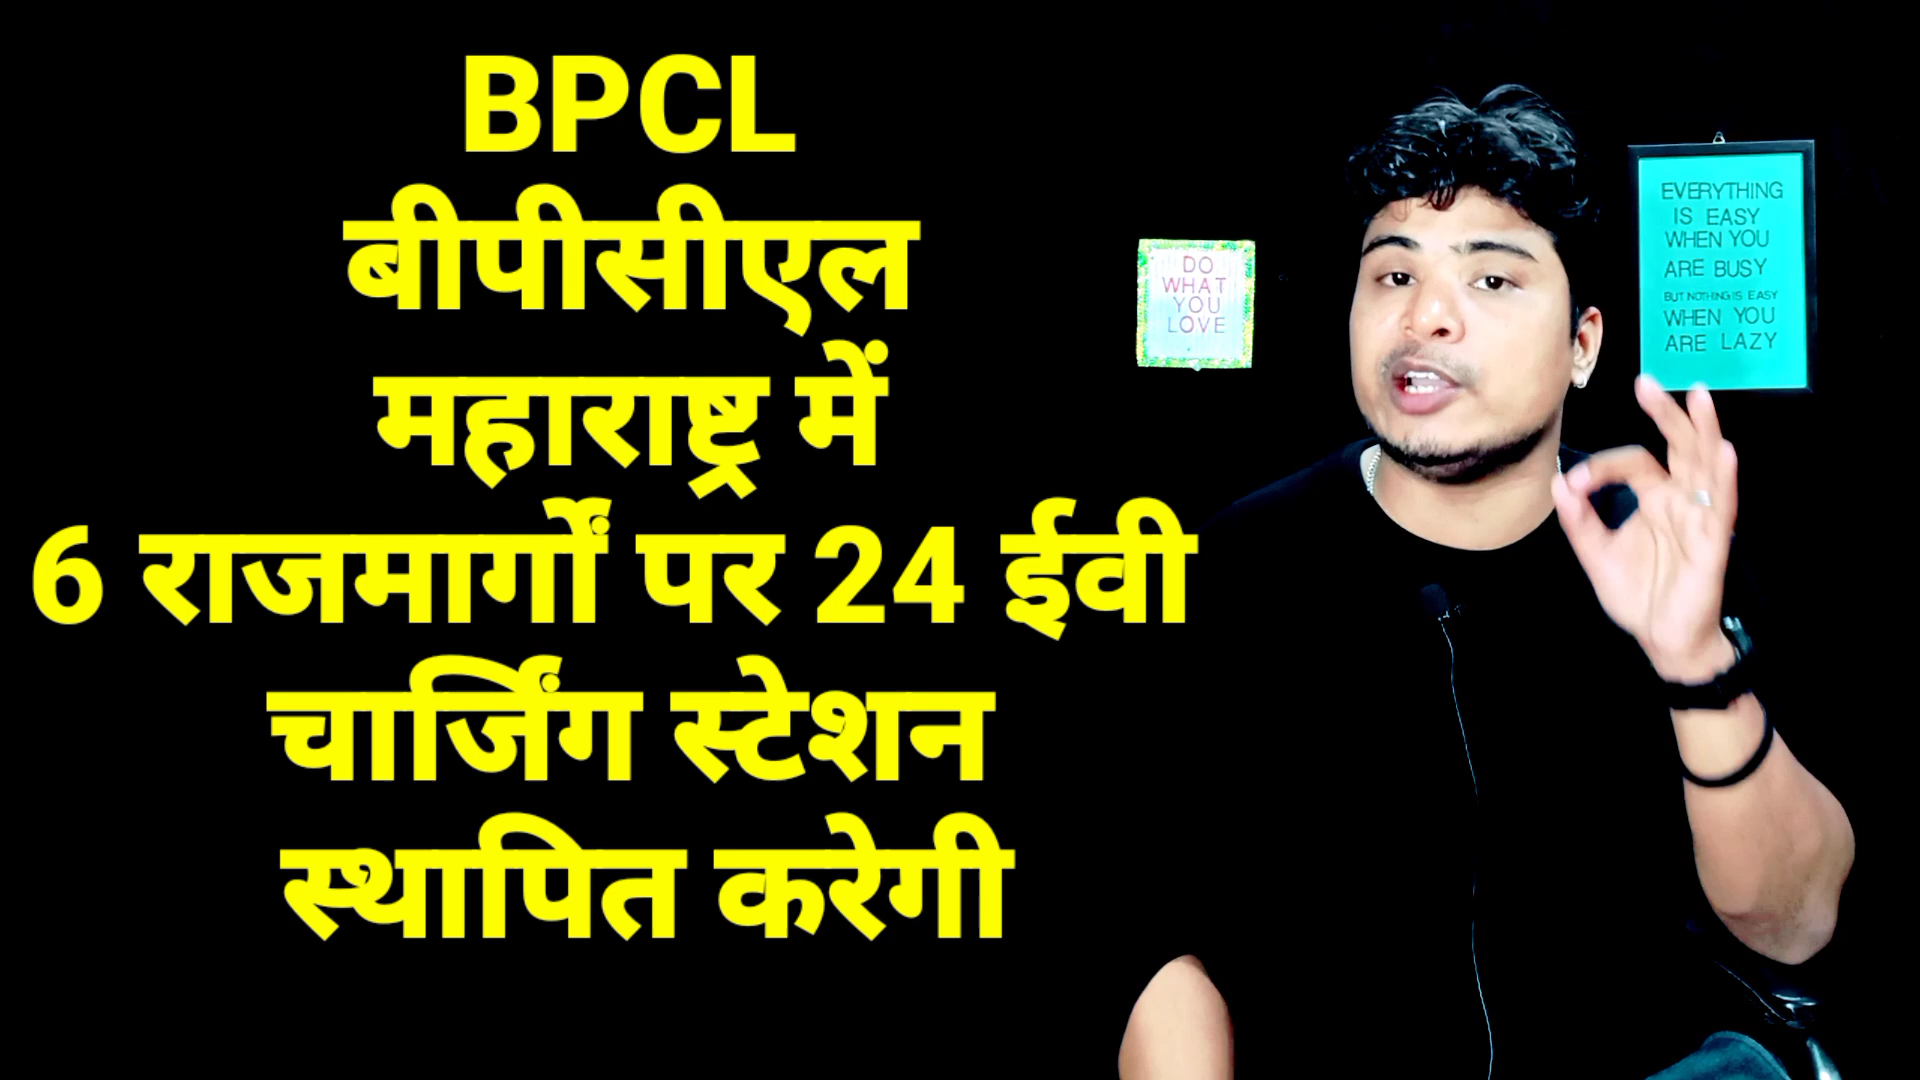 BPCL
बीपीसीएल
महाराष्ट्र में
6 राजमार्गों पर 24 ईवी
चार्जिंग स्टेशन
स्थापित करेगी
DO
WHAT
YOU
LOVE
EVERYTHING
IS EASY
WHEN YOU
ARE BUSY
BUT NOTHING IS EASY
WHEN YOU
ARE LAZY